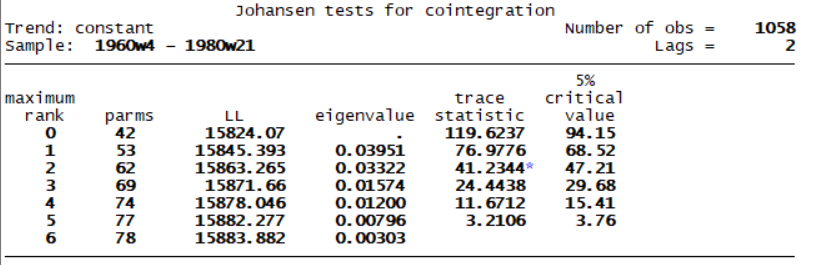 Johansen tests for cointegration
Trend: constant Number of obs = 1058
Sample: 1960w4 - 1980w21 Lags = 2
5%
maximum trace critical
rank parms LL eigenvalue statistic value
0 42 15824.07 . 119.6237 94.15
1 53 15845.393 0.03951 76.9776 68.52
2 62 15863.265 0.03322 41.2344* 47.21
3 69 15871.66 0.01574 24.4438 29.68
4 74 15878.046 0.01200 11.6712 15.41
5 77 15882.277 0.00796 3.2106 3.76
6 78 15883.882 0.00303